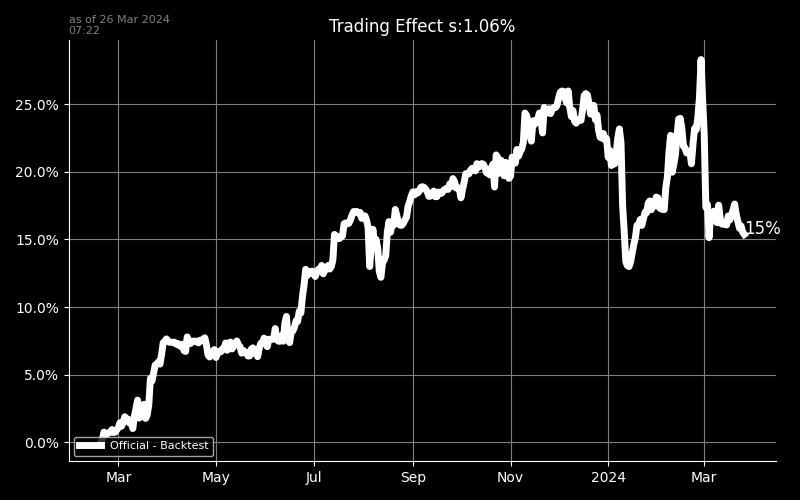 as of 26 Mar 2024
07:22
Trading Effect s:1.06%
25.0%
20.0%
15.0%
10.0%
5.0%
0.0%
15%
Official - Backtest
Mar May Jul Sep Nov 2024 Mar